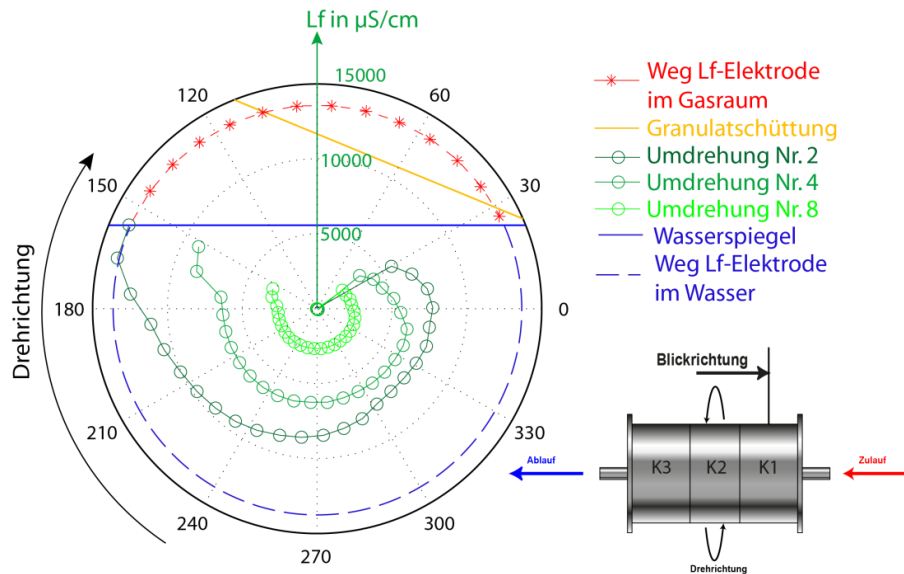 Lf in µS/cm
15000
10000
5000
120
60
150
30
180
0
210
330
240
300
270
Drehrichtung
Weg Lf-Elektrode
im Gasraum
Granulatschüttung
Umdrehung Nr. 2
Umdrehung Nr. 4
Umdrehung Nr. 8
Wasserspiegel
Weg Lf-Elektrode
im Wasser
Blickrichtung
K3 K2 K1
Ablauf
Zulauf
Drehrichtung